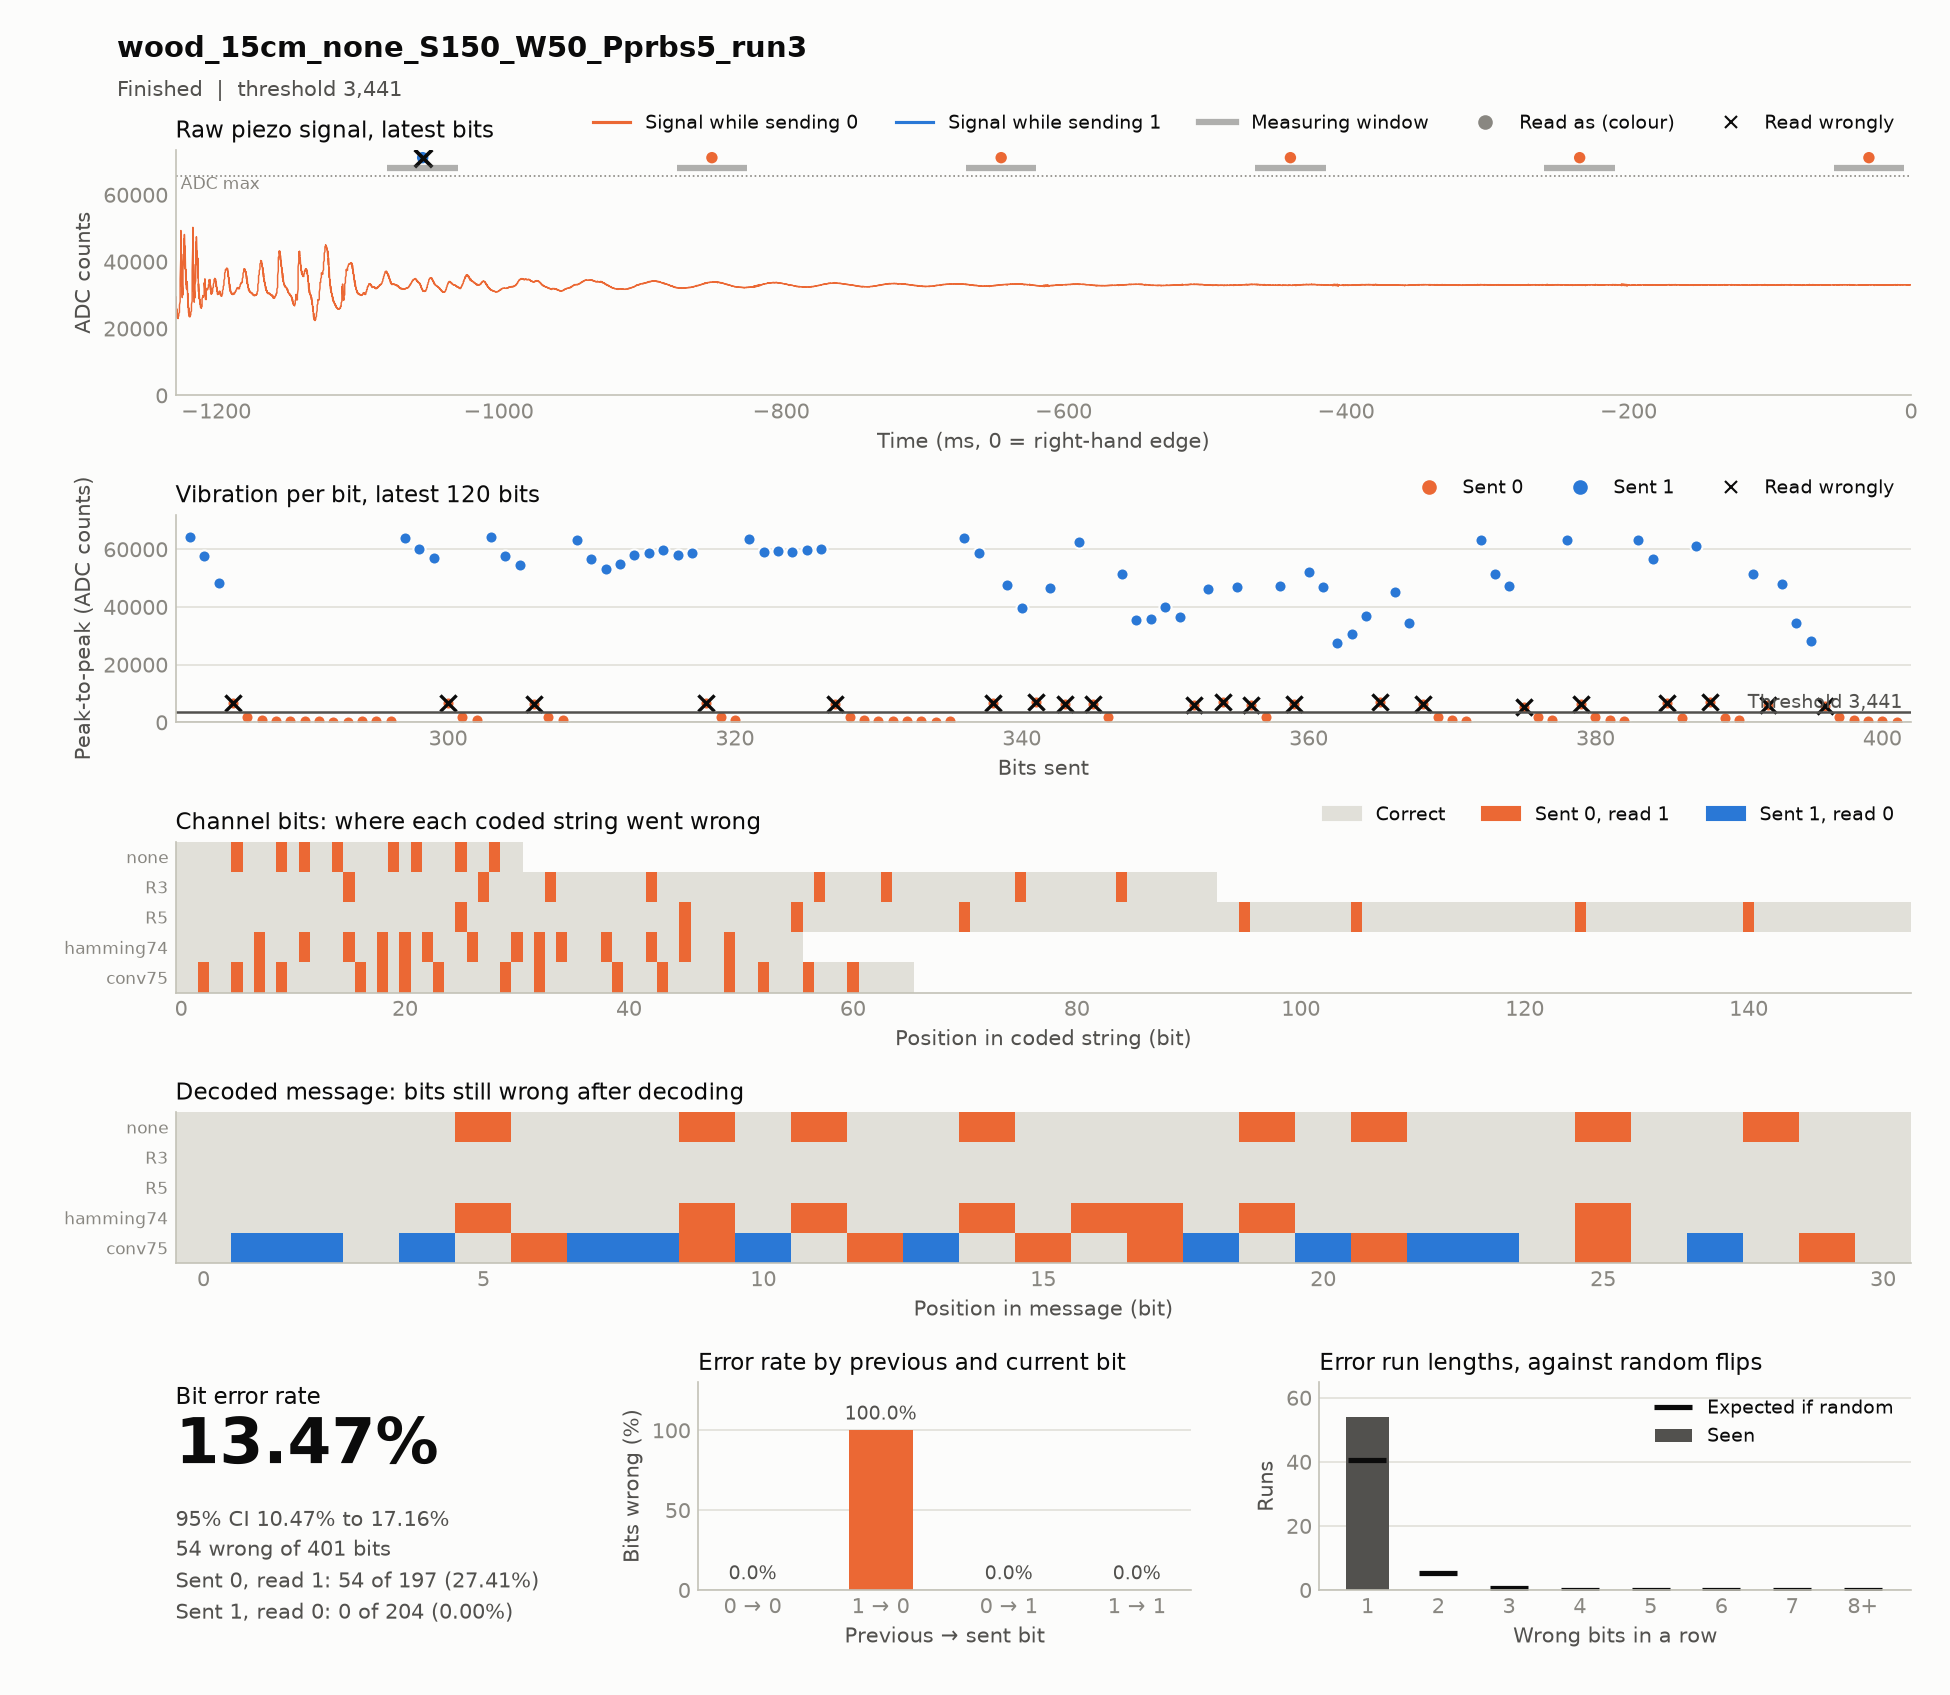 wood_15cm_none_S150_W50_Pprbs5_run3
Finished | threshold 3,441
Raw piezo signal, latest bits
Signal while sending 0
Signal while sending 1
Measuring window
Read as (colour)
Read wrongly
ADC max
ADC counts
60000
40000
20000
0
−1200
−1000
−800
−600
−400
−200
0
Time (ms, 0 = right-hand edge)
Vibration per bit, latest 120 bits
Sent 0
Sent 1
Read wrongly
Peak-to-peak (ADC counts)
60000
40000
20000
0
Threshold 3,441
300
320
340
360
380
400
Bits sent
Channel bits: where each coded string went wrong
Correct
Sent 0, read 1
Sent 1, read 0
none
R3
R5
hamming74
conv75
0
20
40
60
80
100
120
140
Position in coded string (bit)
Decoded message: bits still wrong after decoding
none
R3
R5
hamming74
conv75
0
5
10
15
20
25
30
Position in message (bit)
Bit error rate
13.47%
95% CI 10.47% to 17.16%
54 wrong of 401 bits
Sent 0, read 1: 54 of 197 (27.41%)
Sent 1, read 0: 0 of 204 (0.00%)
Error rate by previous and current bit
Bits wrong (%)
100
50
0
0.0%
100.0%
0.0%
0.0%
0 → 0
1 → 0
0 → 1
1 → 1
Previous → sent bit
Error run lengths, against random flips
Expected if random
Seen
Runs
60
40
20
0
1
2
3
4
5
6
7
8+
Wrong bits in a row